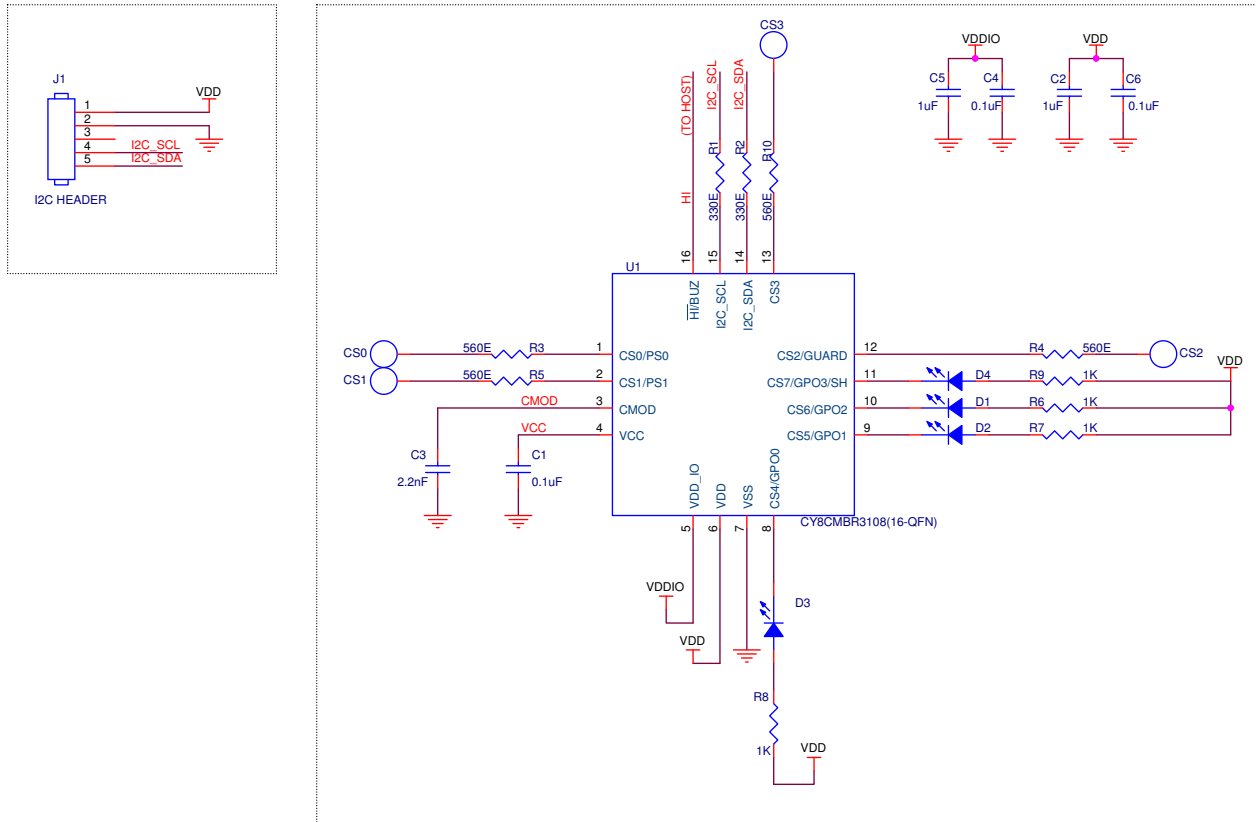 J1
1
2
3
4
5
VDD
I2C_SCL
I2C_SDA
I2C HEADER
CS3
(TO HOST)
HI
I2C_SCL
R1
330E
I2C_SDA
R2
330E
R10
560E
VDDIO
C5
1uF
C4
0.1uF
VDD
C2
1uF
C6
0.1uF
U1
16
15
14
13
HI/BUZ
I2C_SCL
I2C_SDA
CS3
CS0
560E
R3
1
CS0/PS0
CS1
560E
R5
2
CS1/PS1
CMOD
3
CMOD
VCC
4
VCC
C3
2.2nF
C1
0.1uF
CS2/GUARD
12
R4
560E
CS2
CS7/GPO3/SH
11
D4
R9
1K
VDD
CS6/GPO2
10
D1
R6
1K
CS5/GPO1
9
D2
R7
1K
VDD_IO
VDD
VSS
CS4/GPO0
5
6
7
8
CY8CMBR3108(16-QFN)
VDDIO
VDD
D3
R8
1K
VDD